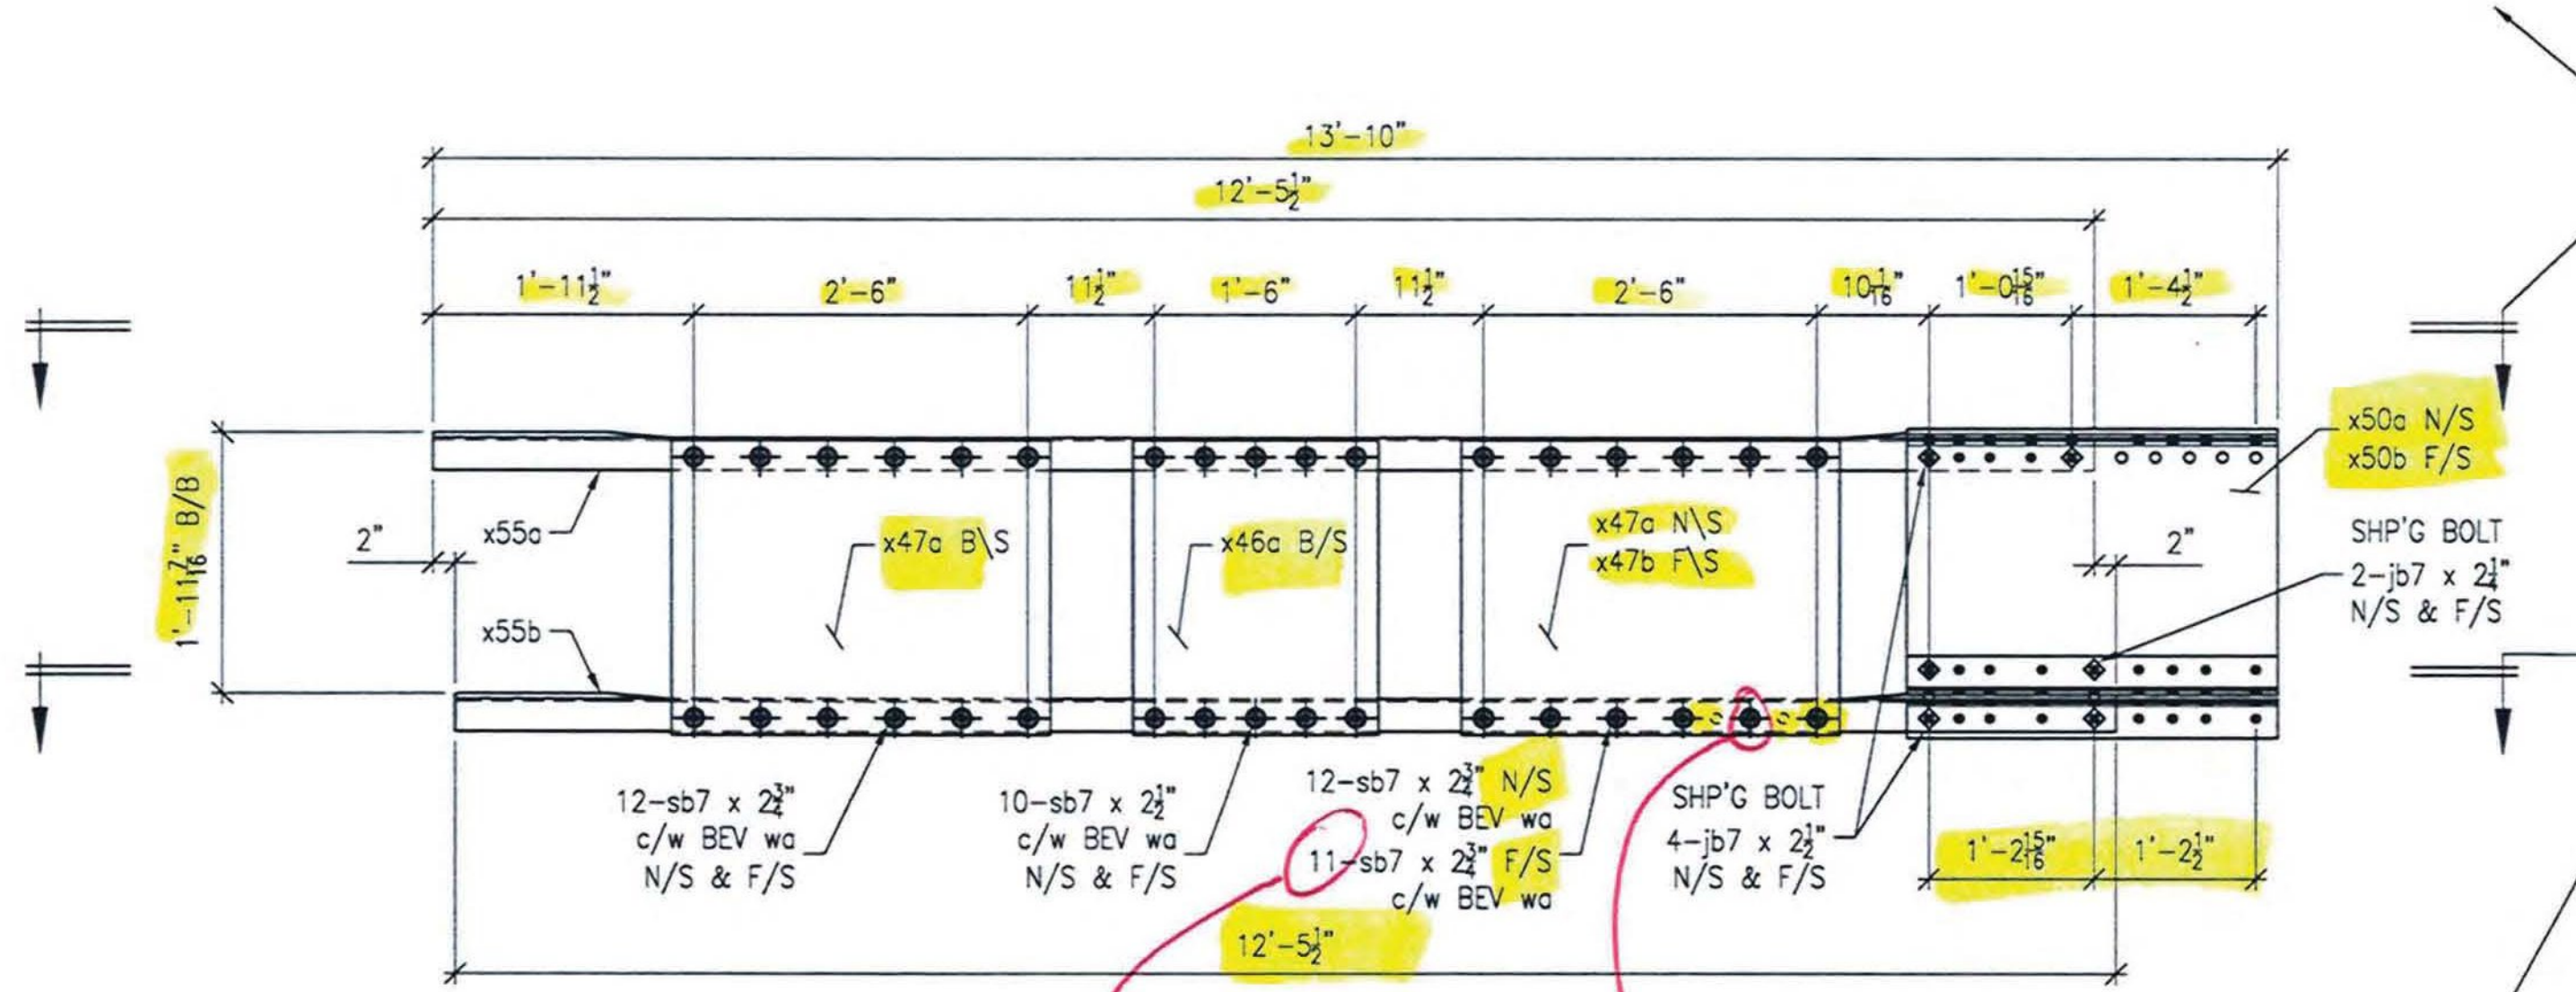 13'-10"
12'-5½"
1'-11½"
2'-6"
11½"
1'-6"
11½"
2'-6"
10 1/16"
1'-0 15/16"
1'-4½"
x50a N/S
x50b F/S
1'-11 7/16" B/B
2"
x55a
x47a B\S
x46a B/S
x47a N\S
x47b F\S
2"
SHP'G BOLT
2-jb7 x 2¼"
N/S & F/S
x55b
12-sb7 x 2¾"
c/w BEV wa
N/S & F/S
10-sb7 x 2½"
c/w BEV wa
N/S & F/S
12-sb7 x 2¾" N/S
c/w BEV wa
11-sb7 x 2¾" F/S
c/w BEV wa
SHP'G BOLT
4-jb7 x 2½"
N/S & F/S
1'-2 15/16"
1'-2½"
12'-5½"